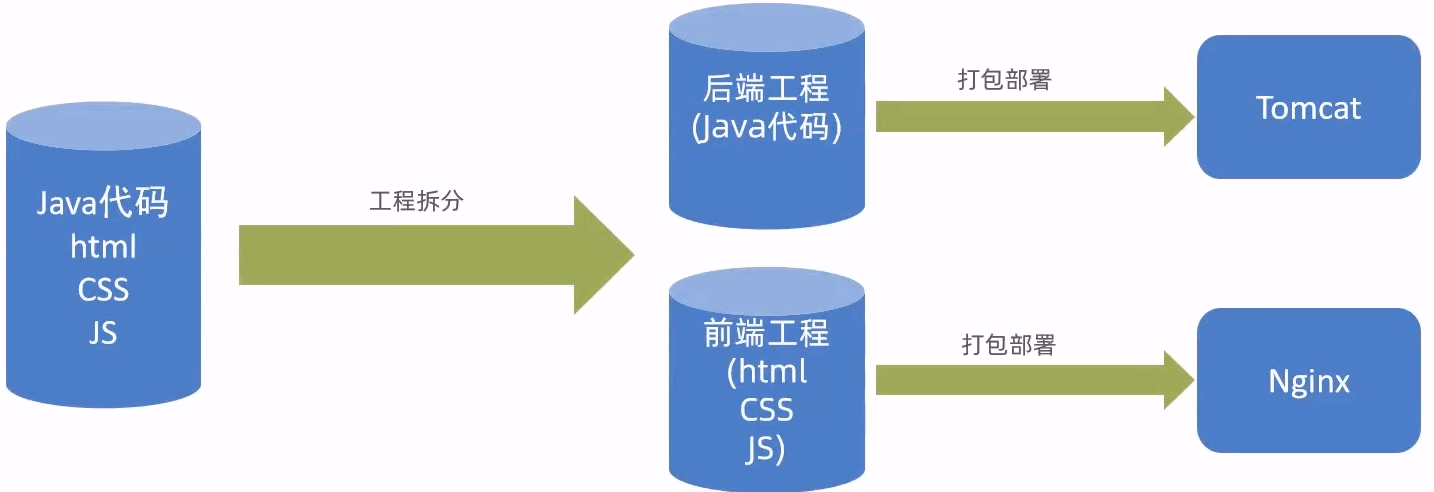 Java代码
html
CSS
JS
工程拆分
后端工程
(Java代码)
打包部署
Tomcat
前端工程
(html
CSS
JS)
打包部署
Nginx